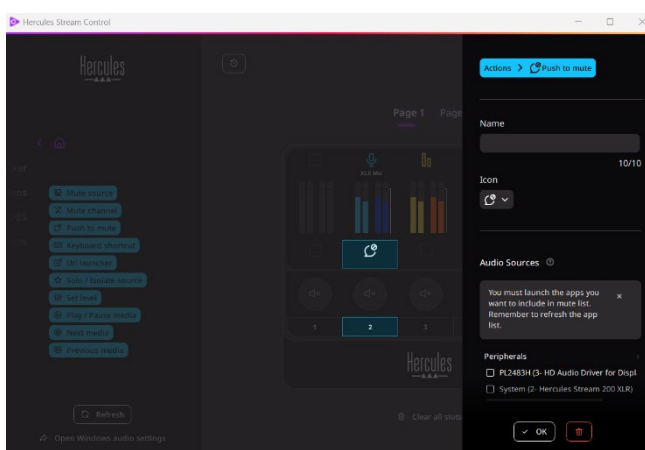 Hercules Stream Control
Hercules
Page 1 Page
Actions > Push to mute
Name
10/10
Icon
XLR Mic
Mute source
Mute channel
Push to mute
Keyboard shortcut
Url launcher
Solo / Isolate source
Set level
Play / Pause media
Next media
Previous media
1 2 3
Hercules
Refresh
Clear all slots
Open Windows audio settings
Audio Sources
You must launch the apps you
want to include in mute list.
Remember to refresh the app
list.
Peripherals
PL2483H (3- HD Audio Driver for Displ
System (2- Hercules Stream 200 XLR)
OK